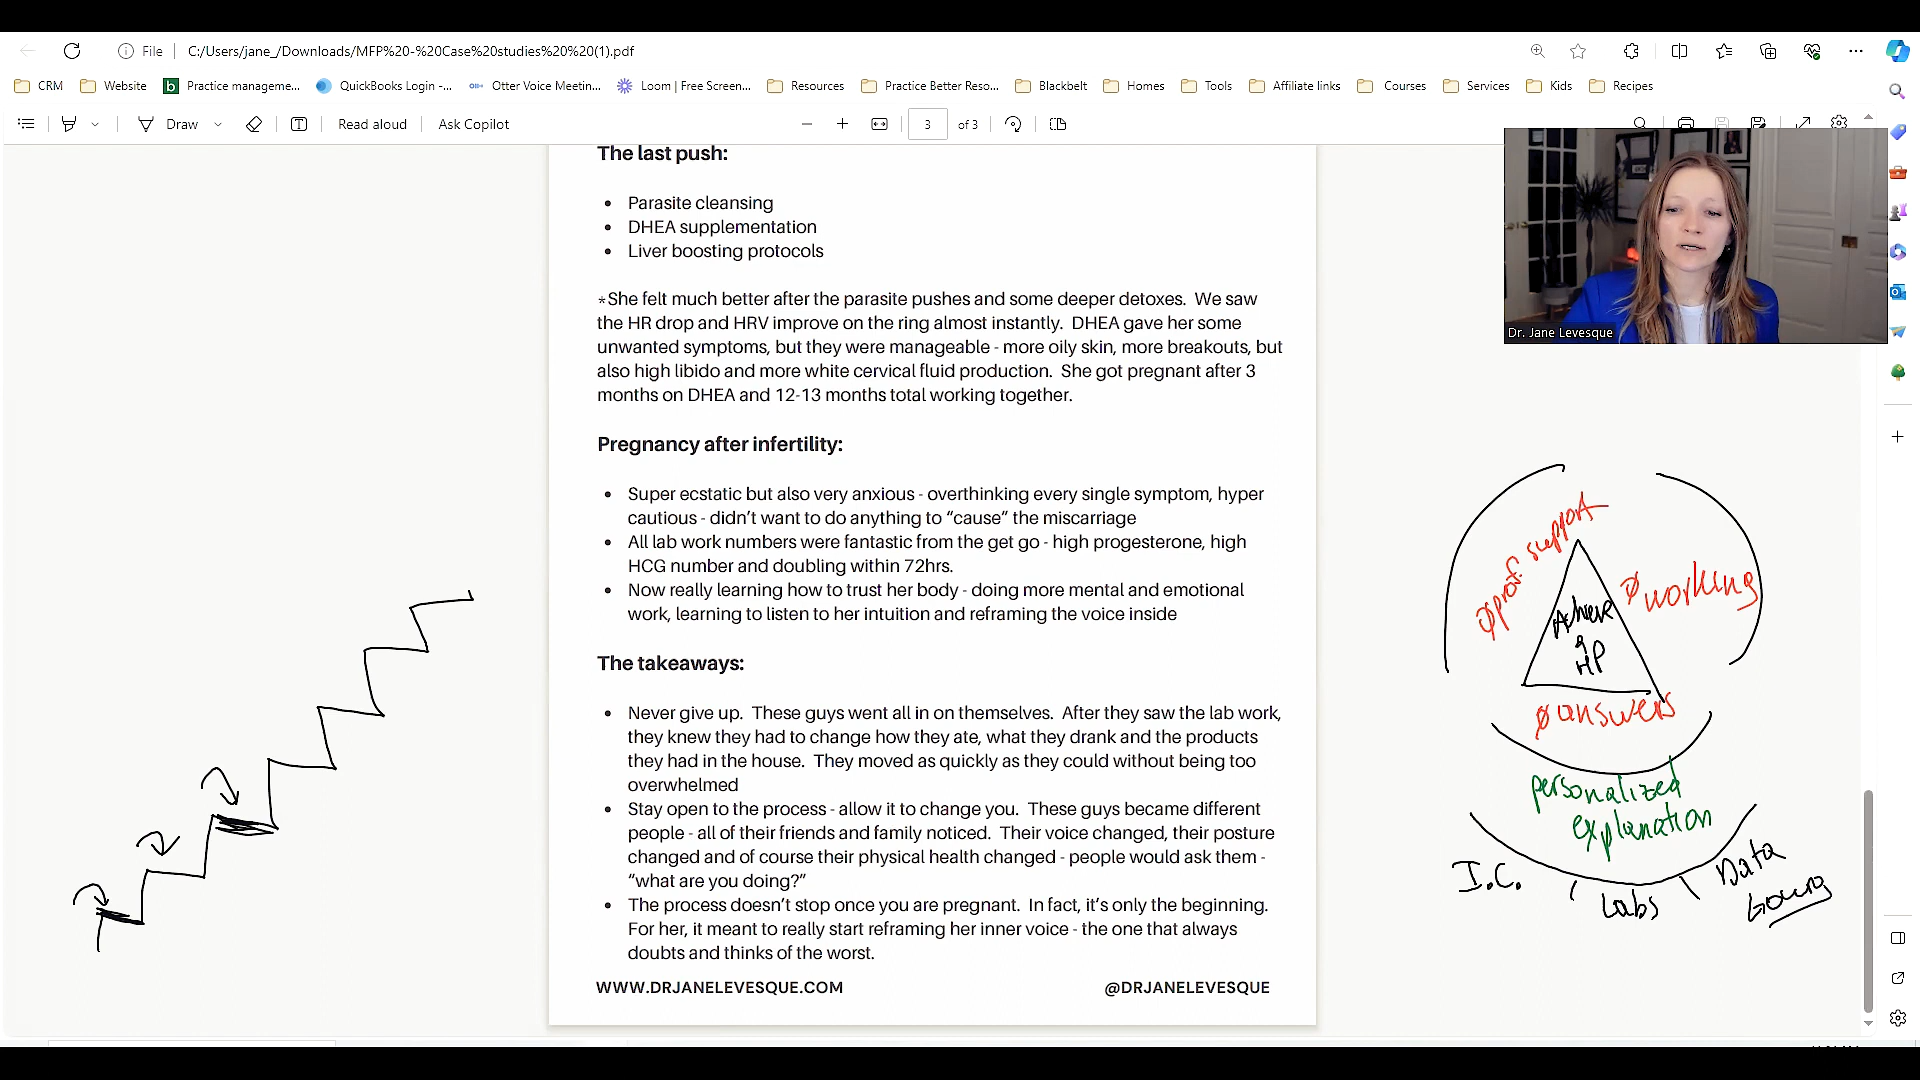 File
C:/Users/jane_/Downloads/MFP%20-%20Case%20studies%20%20(1).pdf
CRM
Website
b
Practice manageme...
QuickBooks Login -...
Otter Voice Meetin...
Loom | Free Screen...
Resources
Practice Better Reso...
Blackbelt
Homes
Tools
Affiliate links
Courses
Services
Kids
Recipes
Draw
Read aloud
Ask Copilot
3
of 3
The last push:
• Parasite cleansing
• DHEA supplementation
• Liver boosting protocols
*She felt much better after the parasite pushes and some deeper detoxes. We saw
the HR drop and HRV improve on the ring almost instantly. DHEA gave her some
unwanted symptoms, but they were manageable - more oily skin, more breakouts, but
also high libido and more white cervical fluid production. She got pregnant after 3
months on DHEA and 12-13 months total working together.
Pregnancy after infertility:
• Super ecstatic but also very anxious - overthinking every single symptom, hyper
cautious - didn't want to do anything to “cause” the miscarriage
• All lab work numbers were fantastic from the get go - high progesterone, high
HCG number and doubling within 72hrs.
• Now really learning how to trust her body - doing more mental and emotional
work, learning to listen to her intuition and reframing the voice inside
The takeaways:
• Never give up. These guys went all in on themselves. After they saw the lab work,
they knew they had to change how they ate, what they drank and the products
they had in the house. They moved as quickly as they could without being too
overwhelmed
• Stay open to the process - allow it to change you. These guys became different
people - all of their friends and family noticed. Their voice changed, their posture
changed and of course their physical health changed - people would ask them -
“what are you doing?”
• The process doesn't stop once you are pregnant. In fact, it's only the beginning.
For her, it meant to really start reframing her inner voice - the one that always
doubts and thinks of the worst.
WWW.DRJANELEVESQUE.COM
@DRJANELEVESQUE
Dr. Jane Levesque
Ø prof. support
Ø working
a
HP
Ø answers
personalized
explanation
I.C.
Labs
Data